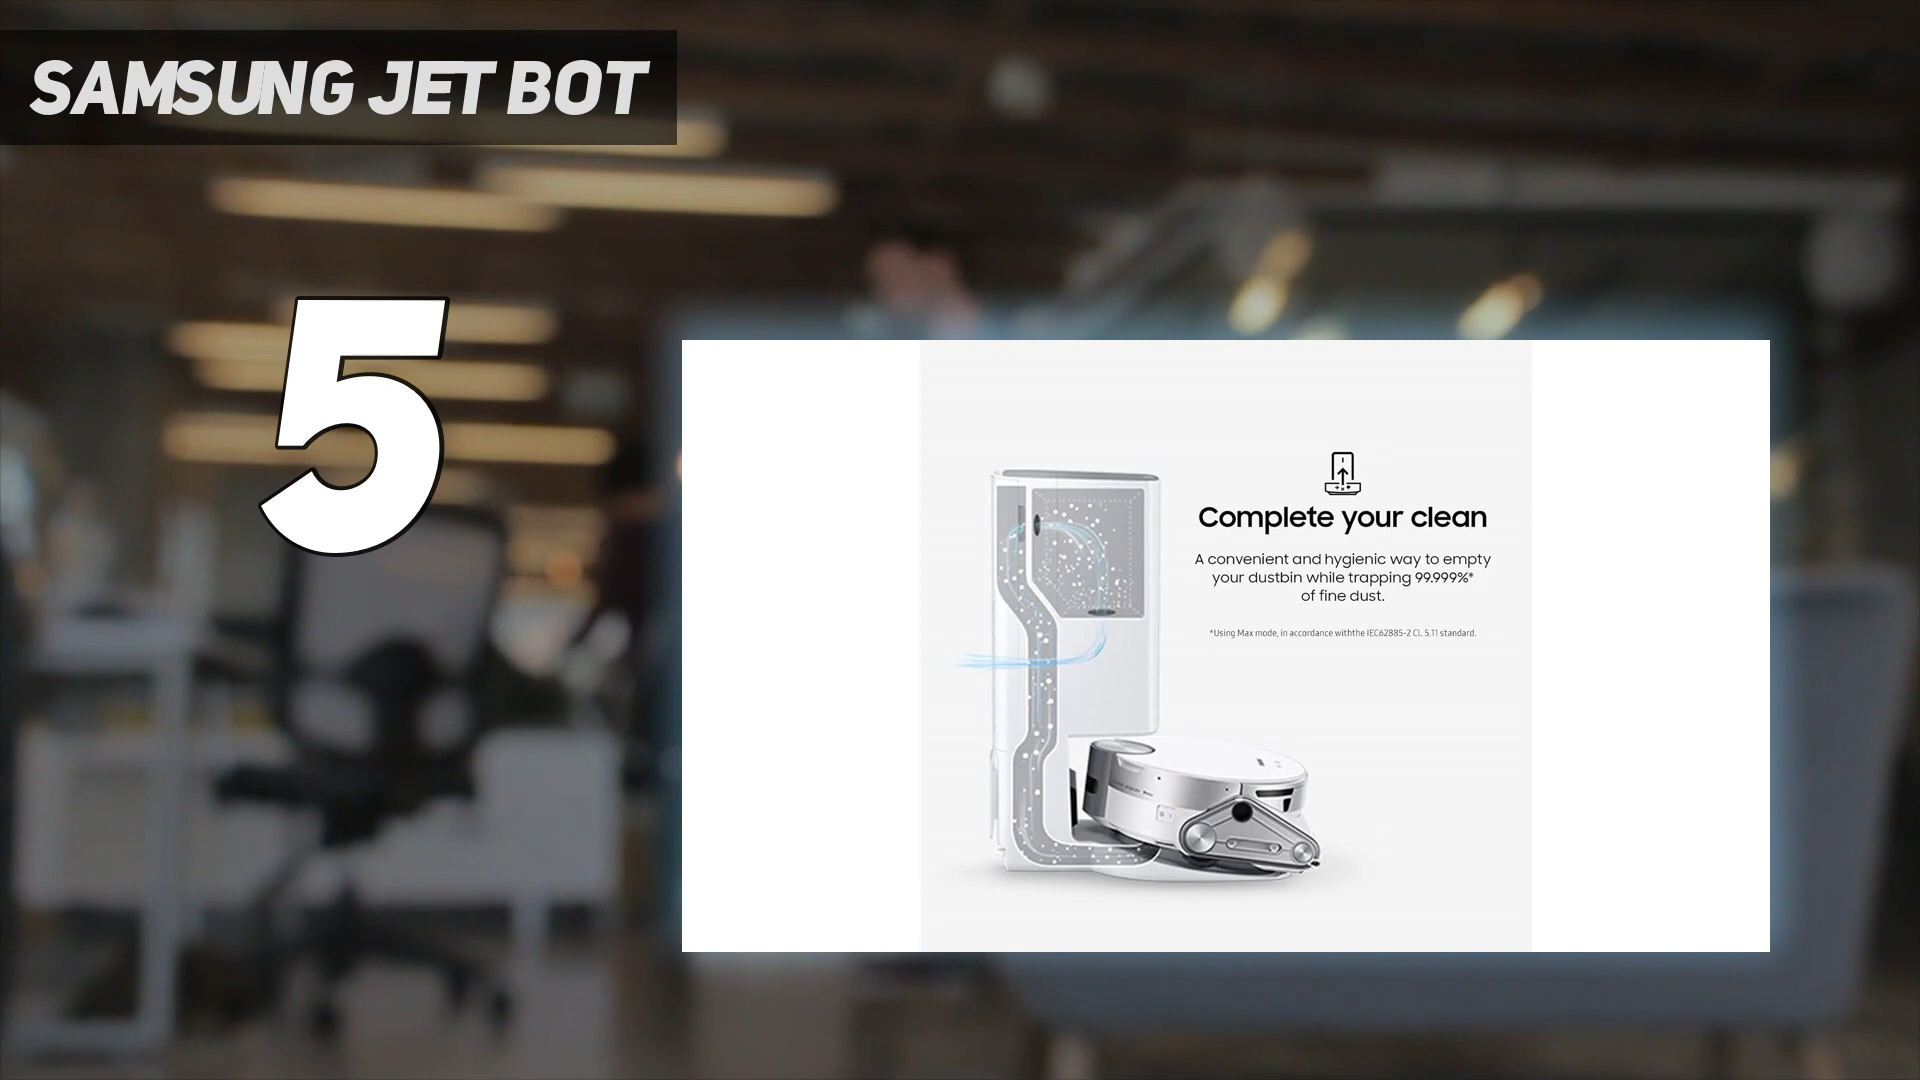 SAMSUNG JET BOT
5
Complete your clean
A convenient and hygienic way to empty
your dustbin while trapping 99.999%*
of fine dust.
*Using Max mode, in accordance withthe IEC62885-2 Cl. 5.11 standard.